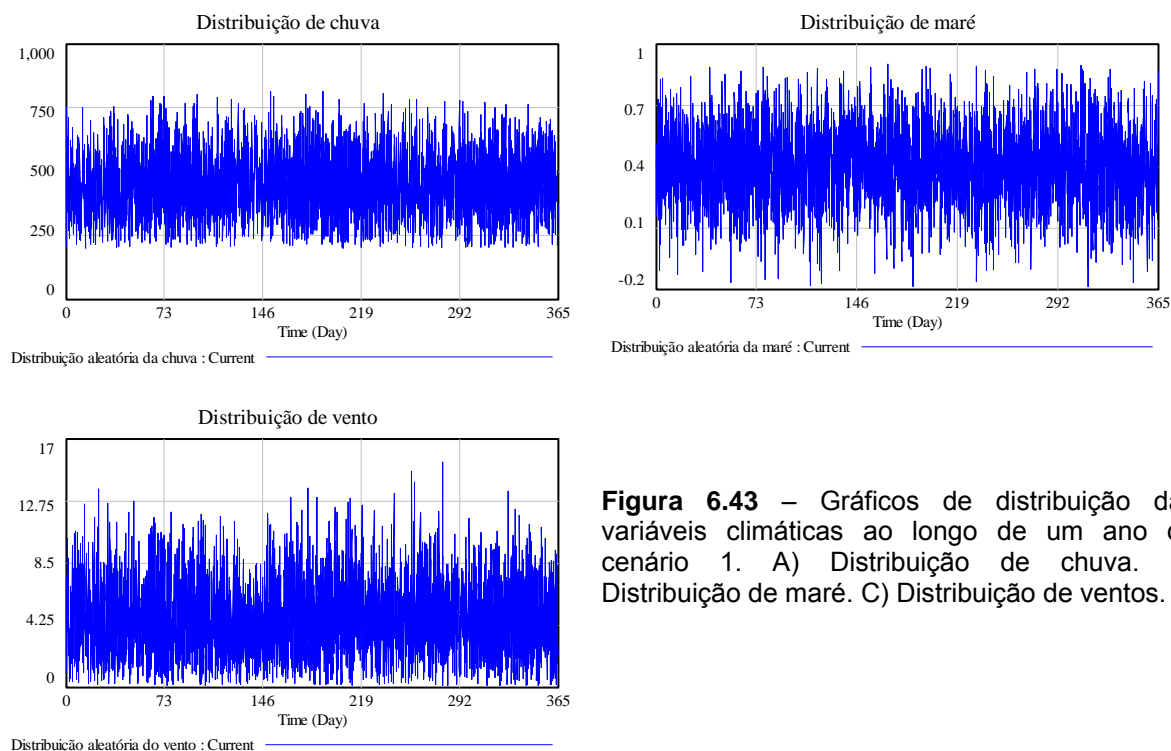 Distribuição de chuva
1,000
750
500
250
0
0 73 146 219 292 365
Time (Day)
Distribuição aleatória da chuva : Current
Distribuição de maré
1
0.7
0.4
0.1
-0.2
0 73 146 219 292 365
Time (Day)
Distribuição aleatória da maré : Current
Distribuição de vento
17
12.75
8.5
4.25
0
0 73 146 219 292 365
Time (Day)
Distribuição aleatória do vento : Current
Figura 6.43 – Gráficos de distribuição da
variáveis climáticas ao longo de um ano
cenário 1. A) Distribuição de chuva.
Distribuição de maré. C) Distribuição de ventos.